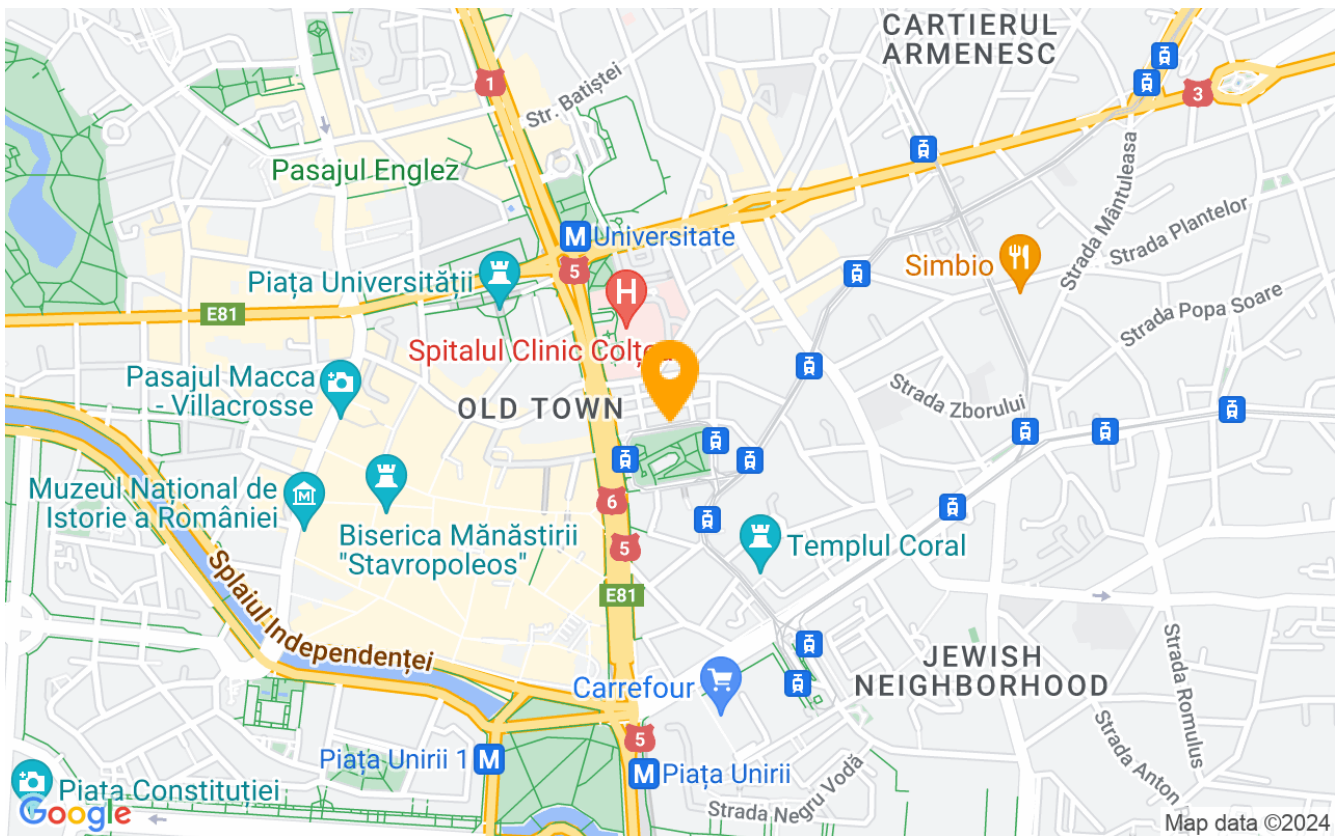 CARTIERUL
ARMENESC
1
Str. Batiștei
3
Pasajul Englez
Strada Mântuleasa
Strada Plantelor
M Universitate
Simbio
5
Piața Universității
H
E81
Strada Popa Soare
Spitalul Clinic Colțea
Pasajul Macca
- Villacrosse
OLD TOWN
Strada Zborului
Muzeul Național de
Istorie a României
M
6
Biserica Mănăstirii
"Stavropoleos"
5
Templul Coral
Splaiul Independenței
E81
JEWISH
NEIGHBORHOOD
Strada Romulus
Carrefour
5
Piața Unirii 1 M
M Piața Unirii
Strada Anton
Strada Negru Vodă
Piața Constituției
Google
Map data ©2024